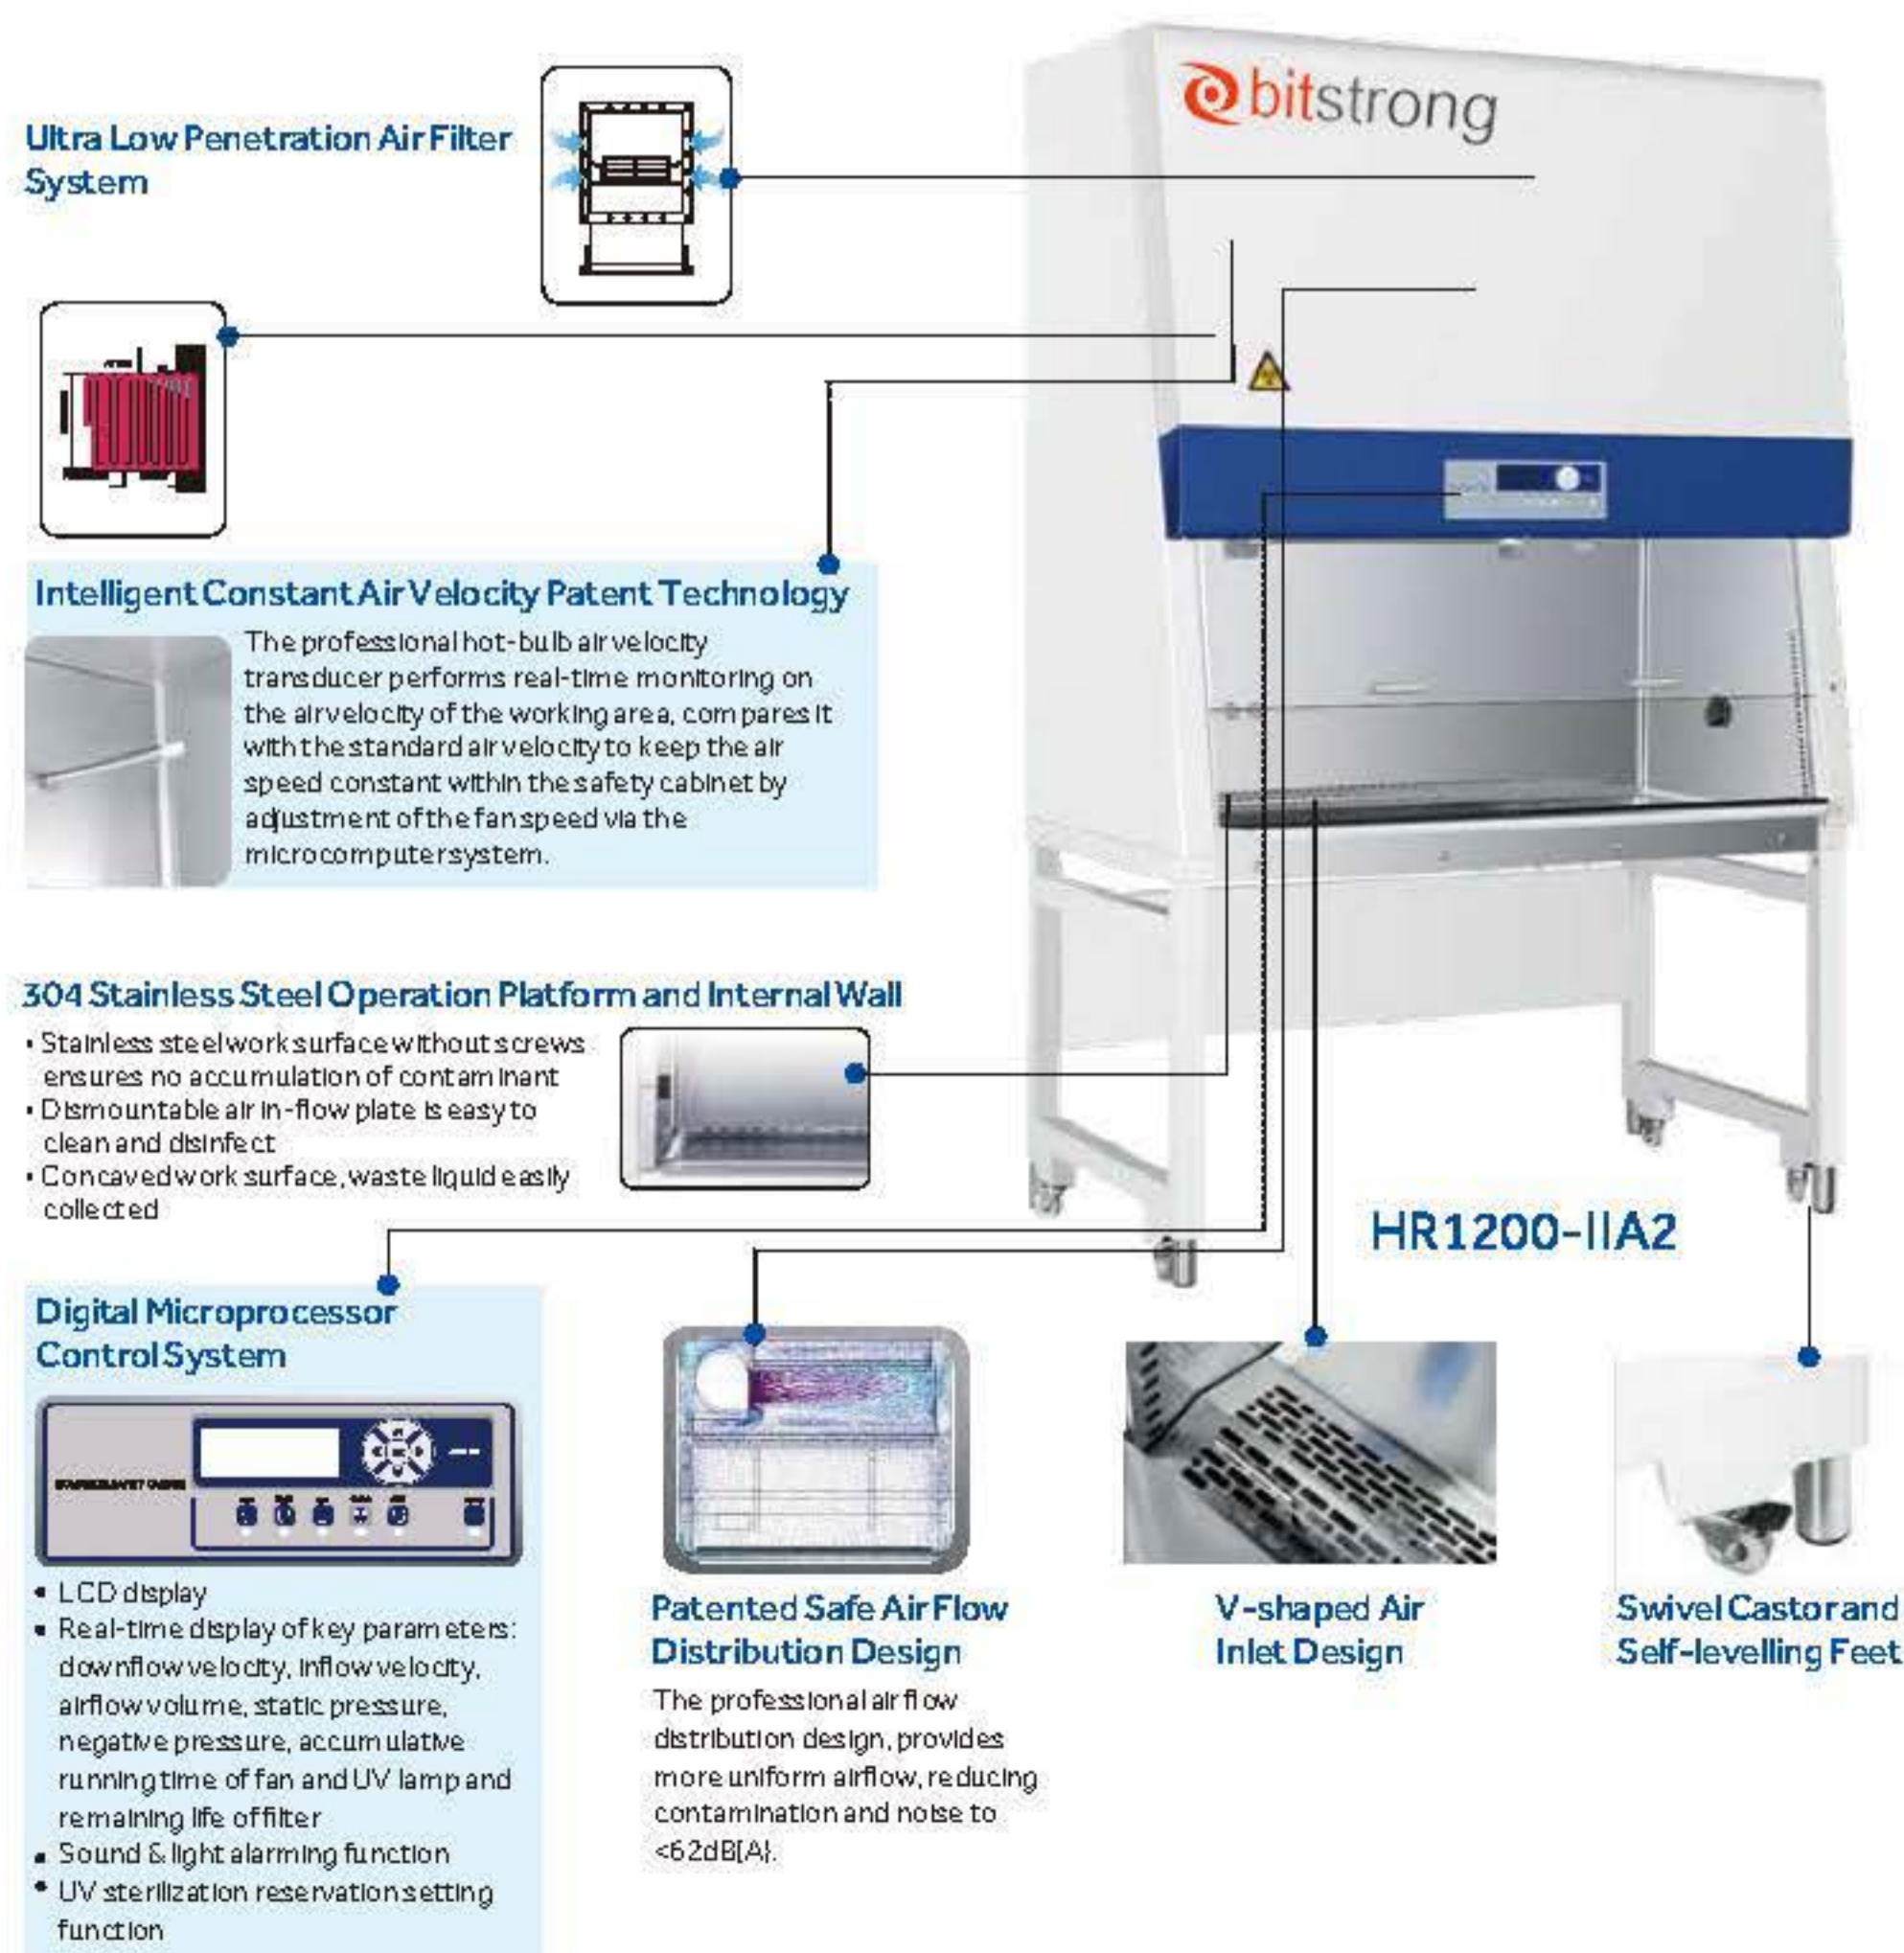 bitstrong
Ultra Low Penetration Air Filter
System
Intelligent Constant Air Velocity Patent Technology
The professional hot-bulb air velocity
transducer performs real-time monitoring on
the air velocity of the working area, compares it
with the standard air velocity to keep the air
speed constant within the safety cabinet by
adjustment of the fan speed via the
microcomputer system.
304 Stainless Steel Operation Platform and Internal Wall
• Stainless steel work surface without screws
ensures no accumulation of contaminant
• Dismountable air in-flow plate is easy to
clean and disinfect
• Concaved work surface, waste liquid easily
collected
HR1200-IIA2
Digital Microprocessor
Control System
• LCD display
• Real-time display of key parameters:
downflow velocity, inflow velocity,
airflow volume, static pressure,
negative pressure, accumulative
running time of fan and UV lamp and
remaining life of filter
• Sound & light alarming function
• UV sterilization reservation setting
function
Patented Safe Air Flow
Distribution Design
The professional air flow
distribution design, provides
more uniform airflow, reducing
contamination and noise to
<62dB[A}.
V-shaped Air
Inlet Design
Swivel Castor and
Self-levelling Feet